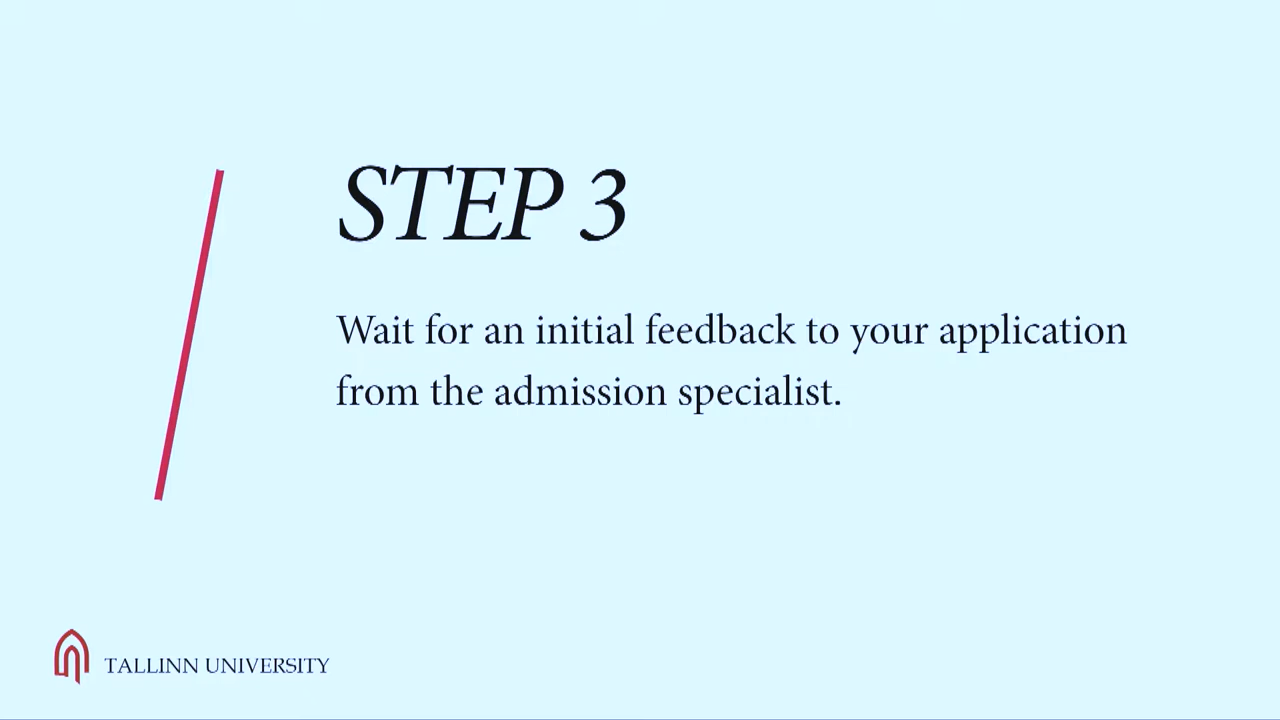 STEP 3
Wait for an initial feedback to your application
from the admission specialist.
TALLINN UNIVERSITY